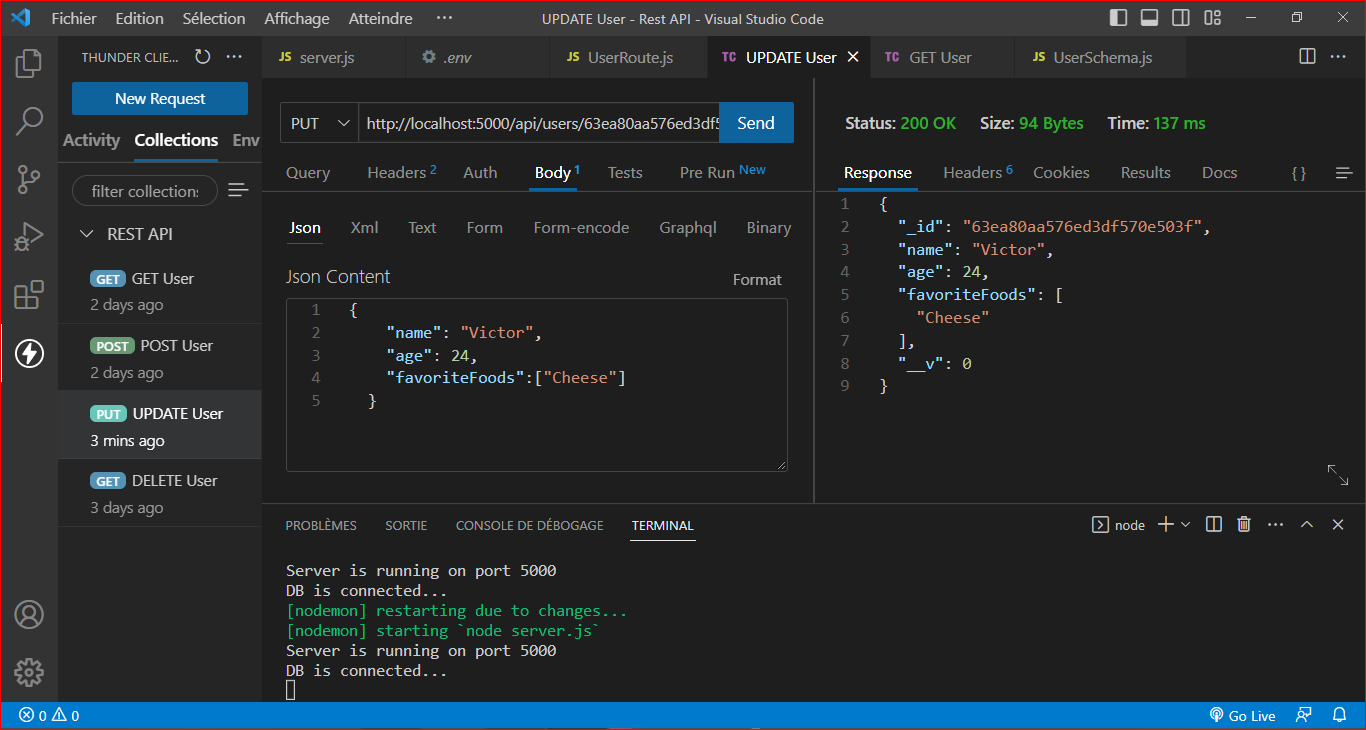 Fichier Edition Sélection Affichage Atteindre ··· UPDATE User - Rest API - Visual Studio Code
THUNDER CLIE... ···
New Request
Activity Collections Env
filter collections
REST API
GET GET User
2 days ago
POST POST User
2 days ago
PUT UPDATE User
3 mins ago
GET DELETE User
3 days ago
JS server.js .env JS UserRoute.js TC UPDATE User TC GET User JS UserSchema.js ···
PUT http://localhost:5000/api/users/63ea80aa576ed3df5 Send
Query Headers 2 Auth Body 1 Tests Pre Run New
Json Xml Text Form Form-encode Graphql Binary
Json Content Format
1 {
2 "name": "Victor",
3 "age": 24,
4 "favoriteFoods":["Cheese"]
5 }
Status: 200 OK Size: 94 Bytes Time: 137 ms
Response Headers 6 Cookies Results Docs { }
1 {
2 "_id": "63ea80aa576ed3df570e503f",
3 "name": "Victor",
4 "age": 24,
5 "favoriteFoods": [
6 "Cheese"
7 ],
8 "__v": 0
9 }
PROBLÈMES SORTIE CONSOLE DE DÉBOGAGE TERMINAL node ···
Server is running on port 5000
DB is connected...
[nodemon] restarting due to changes...
[nodemon] starting `node server.js`
Server is running on port 5000
DB is connected...
0 0 Go Live